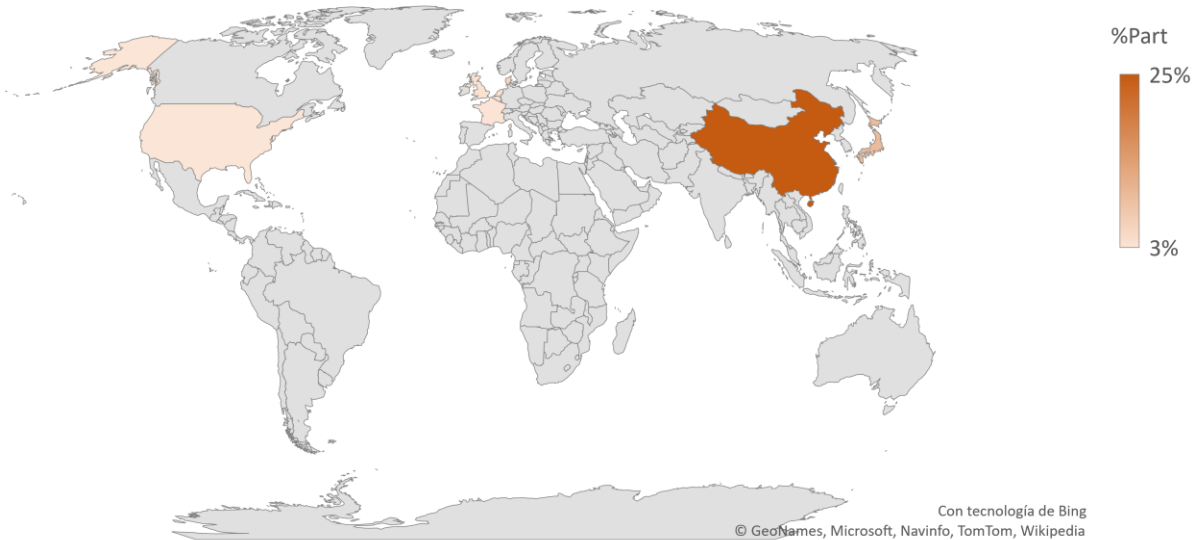 %Part
25%
3%
Con tecnología de Bing
© GeoNames, Microsoft, Navinfo, TomTom, Wikipedia